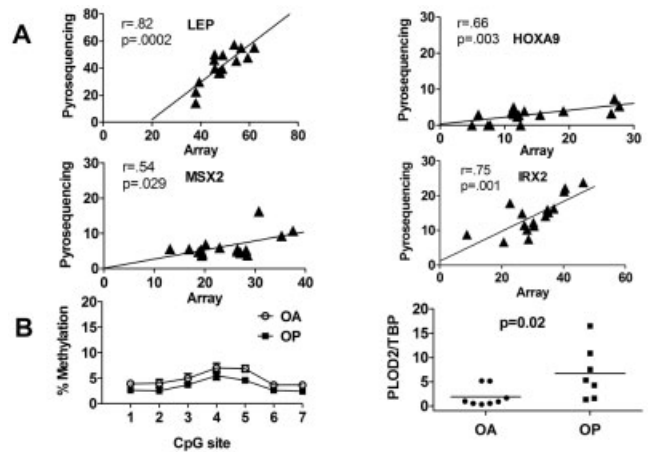 A
r=.82
p=.0002
LEP
Pyrosequencing
80
60
40
20
0
0 20 40 60 80
Array
r=.66
p=.003
HOXA9
Pyrosequencing
30
20
10
0
0 10 20 30
Array
r=.54
p=.029
MSX2
Pyrosequencing
30
20
10
0
0 10 20 30 40
Array
r=.75
p=.001
IRX2
Pyrosequencing
30
20
10
0
0 20 40 60
Array
B
OA
OP
% Methylation
20
15
10
5
0
1 2 3 4 5 6 7
CpG site
p=0.02
PLOD2/TBP
20
15
10
5
0
OA OP